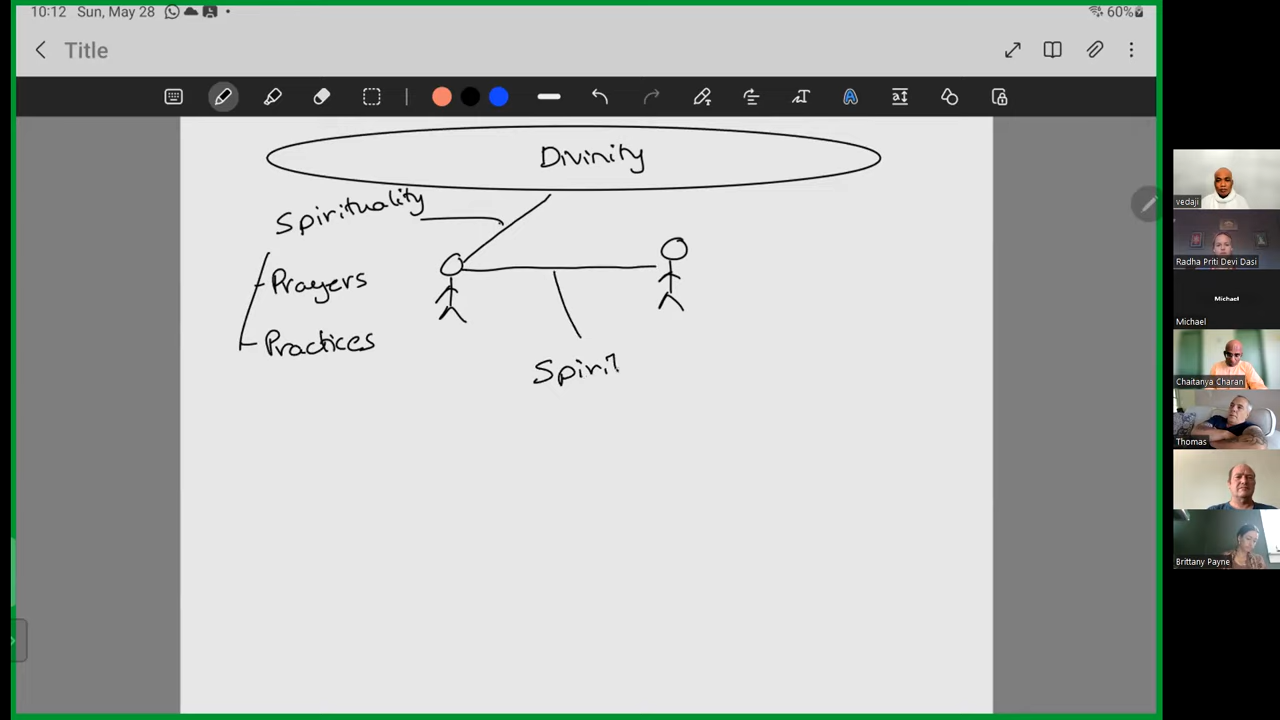 10:12 Sun, May 28
60%
Title
Divinity
Spirituality
Prayers
Practices
Spirit
vedaji
Radha Priti Devi Dasi
Michael
Michael
Chaitanya Charan
Thomas
Brittany Payne